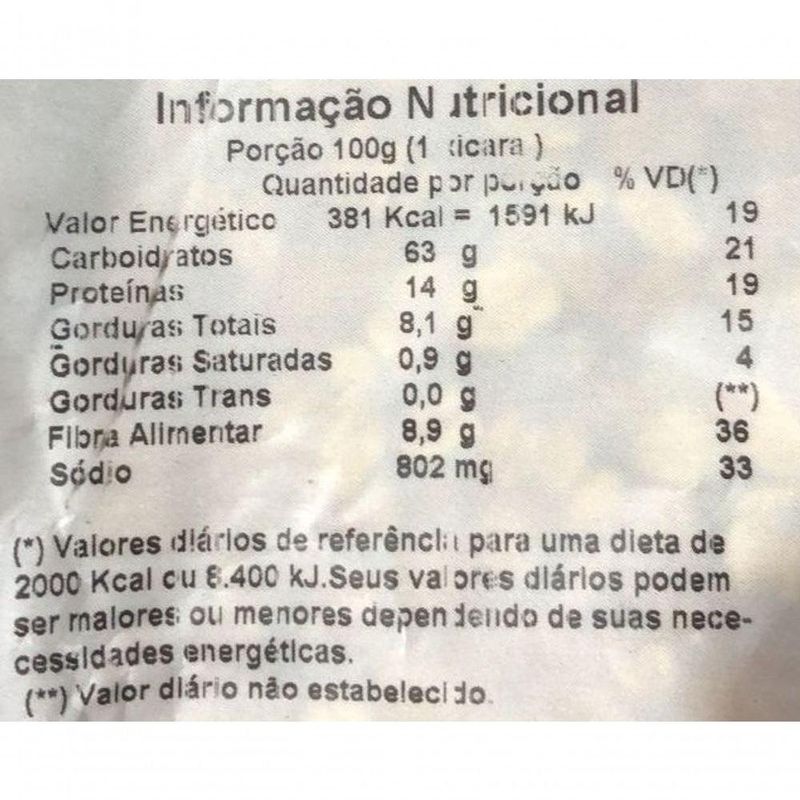 Informação Nutricional
Porção 100g (1 xicara )
Quantidade por porção % VD(*)
Valor Energético 381 Kcal = 1591 kJ 19
Carboidratos 63 g 21
Proteínas 14 g 19
Gorduras Totais 8,1 g 15
Gorduras Saturadas 0,9 g 4
Gorduras Trans 0,0 g (**)
Fibra Alimentar 8,9 g 36
Sódio 802 mg 33
(*) Valores diários de referência para uma dieta de
2000 Kcal ou 8.400 kJ.Seus valores diários podem
ser maiores ou menores dependendo de suas nece-
cessidades energéticas.
(**) Valor diário não estabelecido.